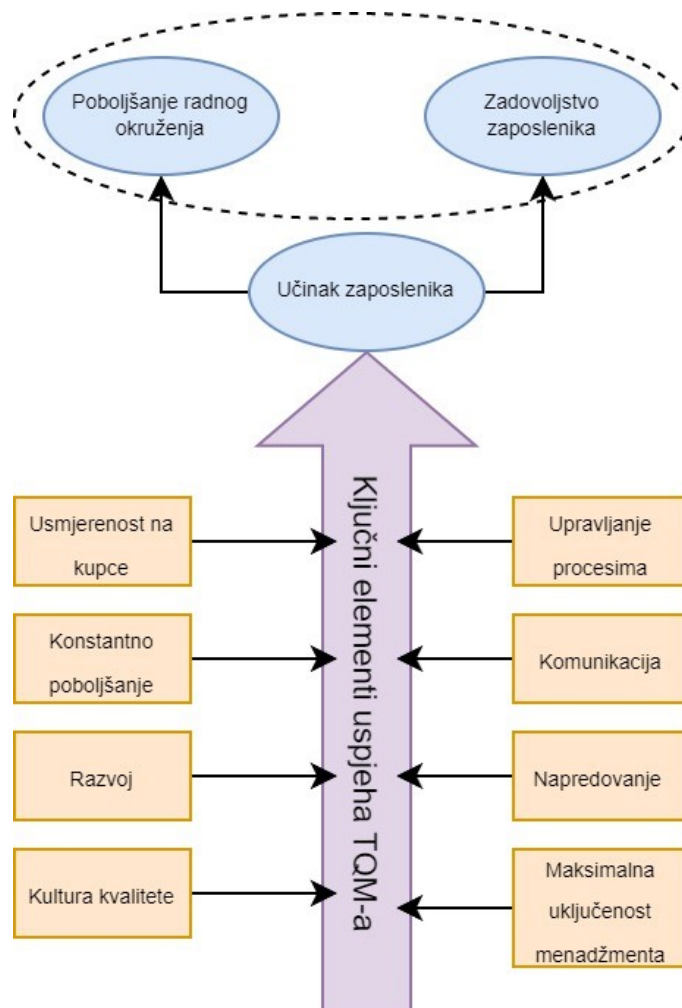 Poboljšanje radnog
okruženja
Zadovoljstvo
zaposlenika
Učinak zaposlenika
Ključni elementi uspjeha TQM-a
Usmjerenost na
kupce
Upravljanje
procesima
Konstantno
poboljšanje
Komunikacija
Razvoj
Napredovanje
Kultura kvalitete
Maksimalna
uključenost
menadžmenta